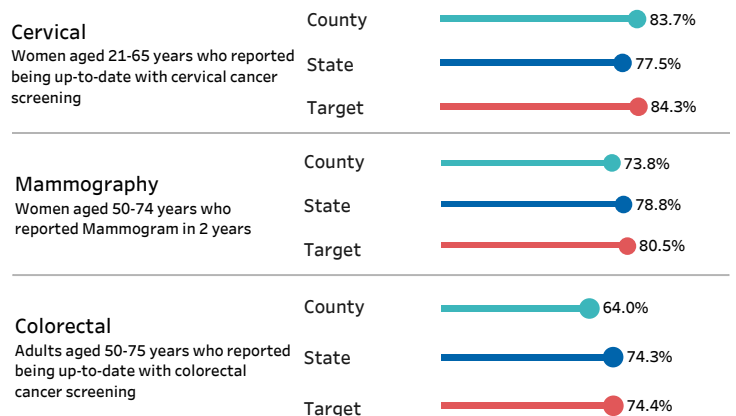 Cervical
Women aged 21-65 years who reported
being up-to-date with cervical cancer
screening
County 83.7%
State 77.5%
Target 84.3%
Mammography
Women aged 50-74 years who
reported Mammogram in 2 years
County 73.8%
State 78.8%
Target 80.5%
Colorectal
Adults aged 50-75 years who reported
being up-to-date with colorectal
cancer screening
County 64.0%
State 74.3%
Target 74.4%